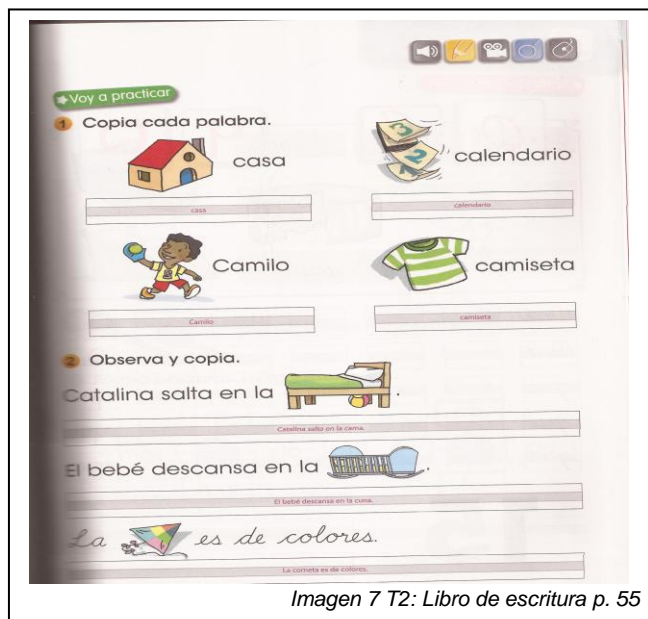 Voy a practicar
1 Copia cada palabra.
casa
calendario
casa
calendario
Camilo
camiseta
Camilo
camiseta
2 Observa y copia.
Catalina salta en la .
Catalina salta en la cama.
El bebé descansa en la .
El bebé descansa en la cuna.
La es de colores.
La corneta es de colores.
Imagen 7 T2: Libro de escritura p. 55